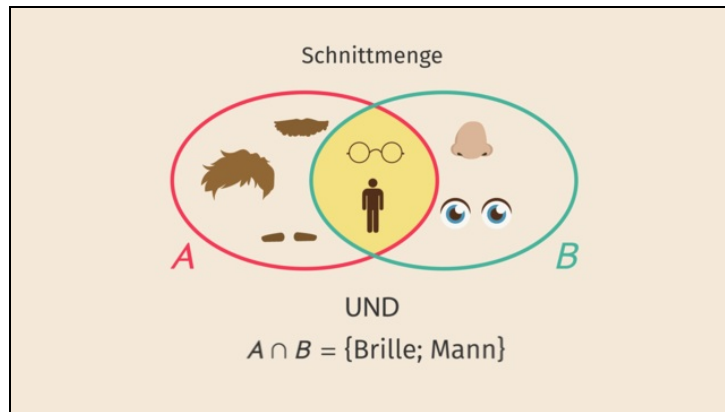 Schnittmenge
A
B
UND
A ∩ B = {Brille; Mann}